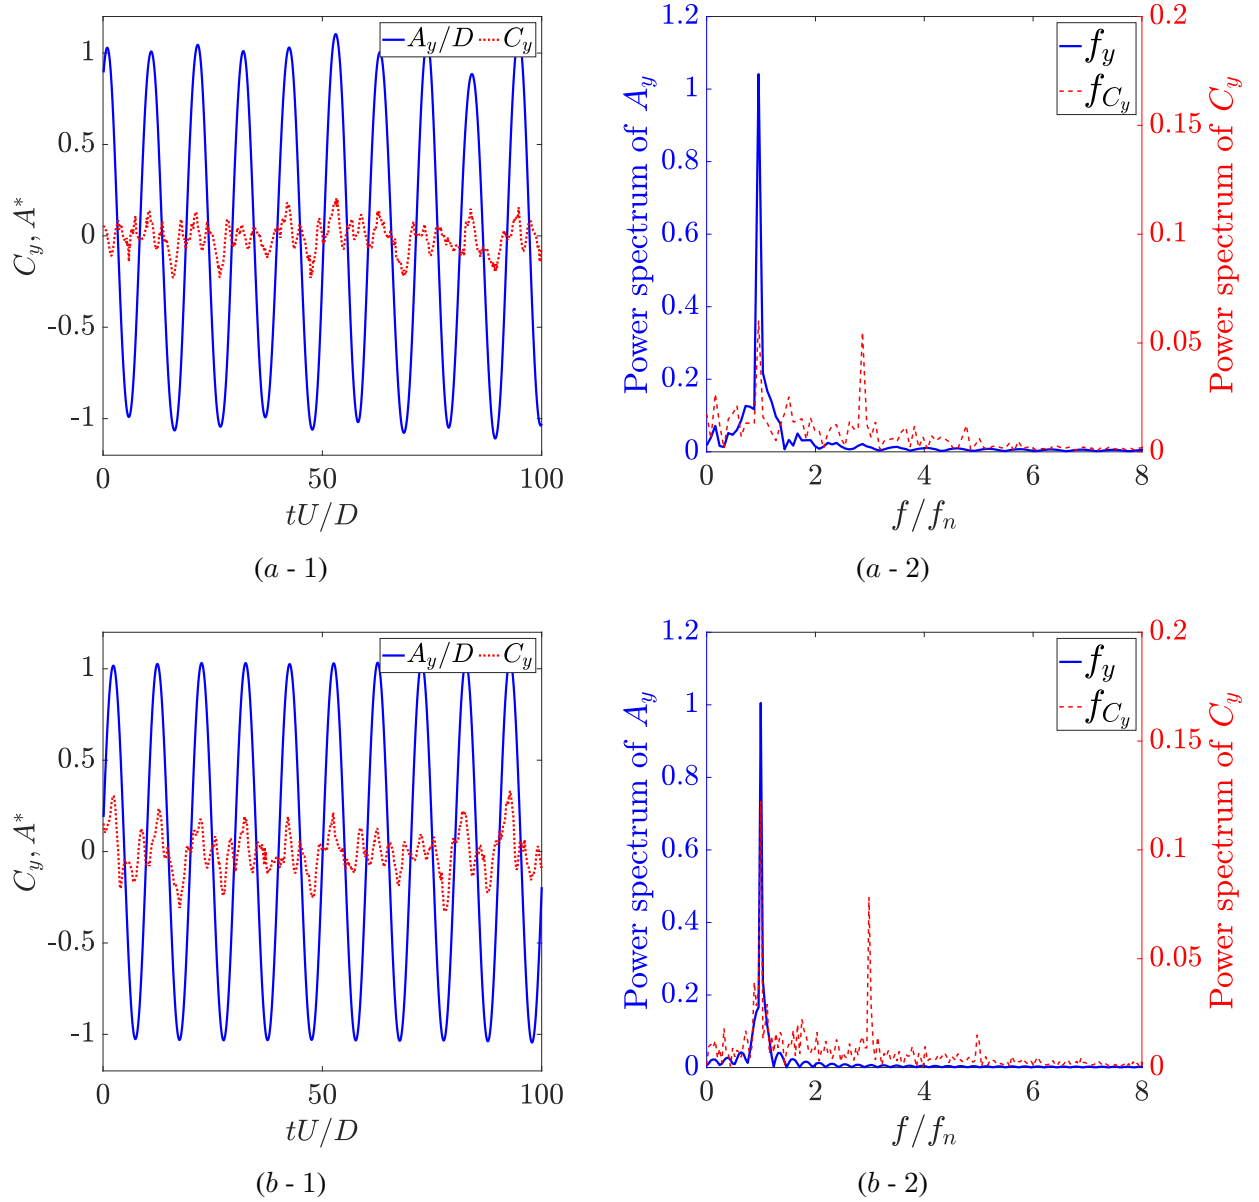 A_y/D C_y
1
0.5
0
-0.5
-1
C_y, A*
0 50 100
tU/D
(a - 1)
1.2
1
0.8
0.6
0.4
0.2
0
Power spectrum of A_y
f_y
f_{C_y}
0.2
0.15
0.1
0.05
0
Power spectrum of C_y
0 2 4 6 8
f/f_n
(a - 2)
A_y/D C_y
1
0.5
0
-0.5
-1
C_y, A*
0 50 100
tU/D
(b - 1)
1.2
1
0.8
0.6
0.4
0.2
0
Power spectrum of A_y
f_y
f_{C_y}
0.2
0.15
0.1
0.05
0
Power spectrum of C_y
0 2 4 6 8
f/f_n
(b - 2)